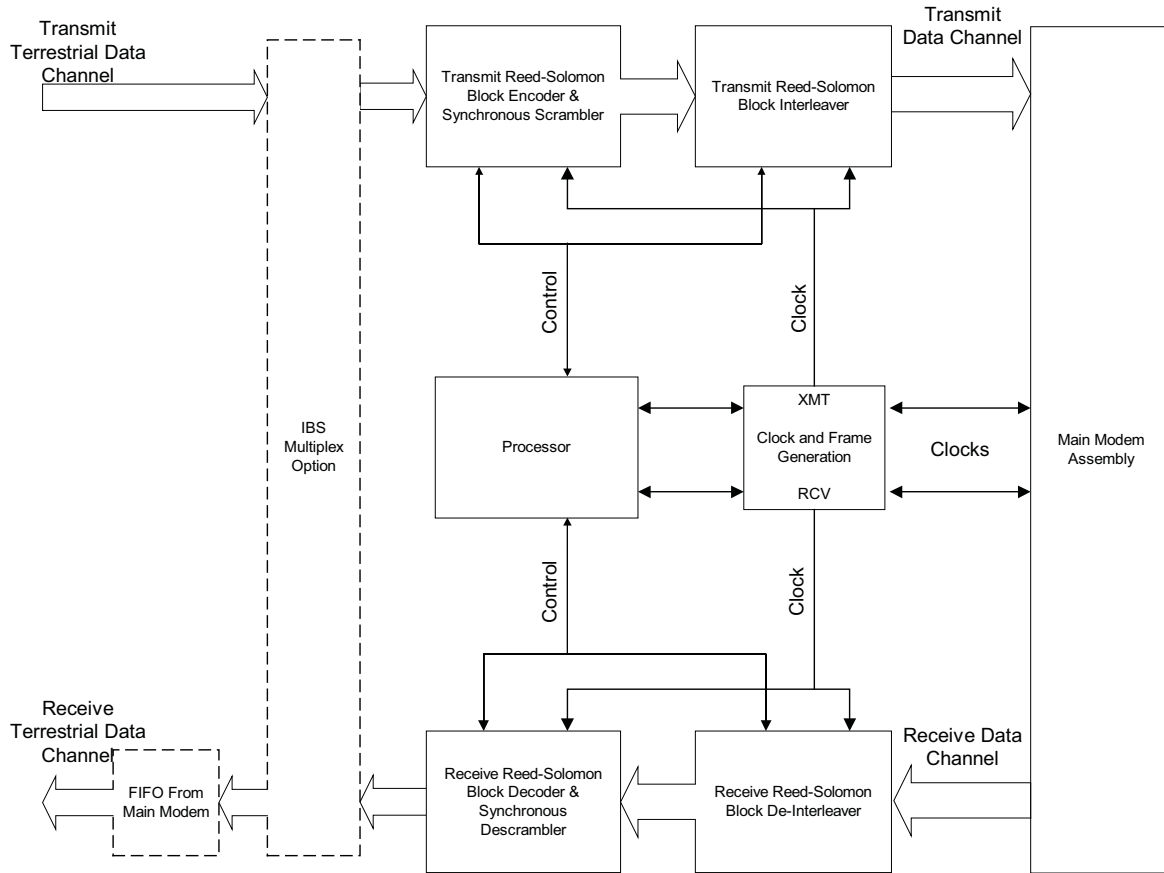 Transmit
Terrestrial Data
Channel
Transmit Reed-Solomon
Block Encoder &
Synchronous Scrambler
Transmit Reed-Solomon
Block Interleaver
Transmit
Data Channel
Control
Clock
IBS
Multiplex
Option
Processor
XMT
Clock and Frame
Generation
RCV
Clocks
Main Modem
Assembly
Control
Clock
Receive
Terrestrial Data
Channel
FIFO From
Main Modem
Receive Reed-Solomon
Block Decoder &
Synchronous
Descrambler
Receive Reed-Solomon
Block De-Interleaver
Receive Data
Channel